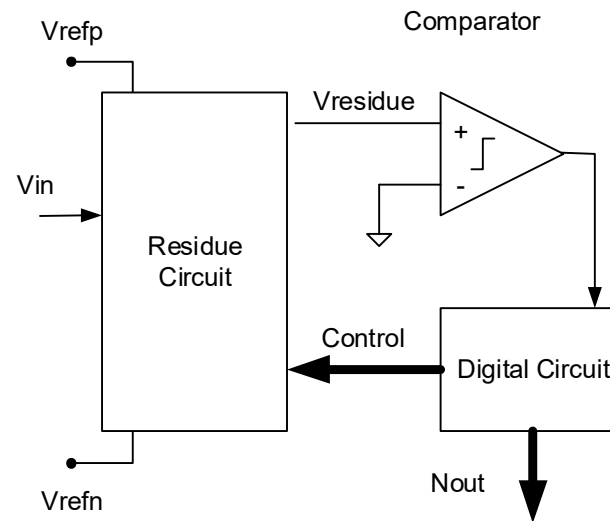 Vrefp
Comparator
Vresidue
+
-
Vin
Residue
Circuit
Control
Digital Circuit
Nout
Vrefn